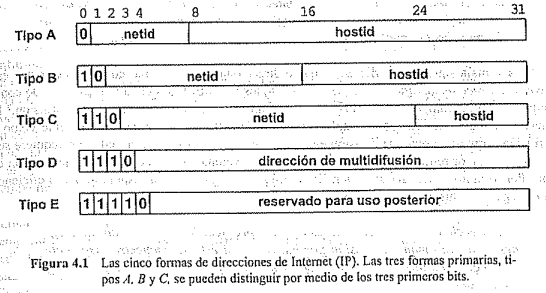 0 1 2 3 4 8 16 24 31
Tipo A 0 netid hostid
Tipo B 1 0 netid hostid
Tipo C 1 1 0 netid hostid
Tipo D 1 1 1 0 dirección de multidifusión
Tipo E 1 1 1 1 0 reservado para uso posterior
Figura 4.1 Las cinco formas de direcciones de Internet (IP). Las tres formas primarias, ti-
pos A, B y C, se pueden distinguir por medio de los tres primeros bits.